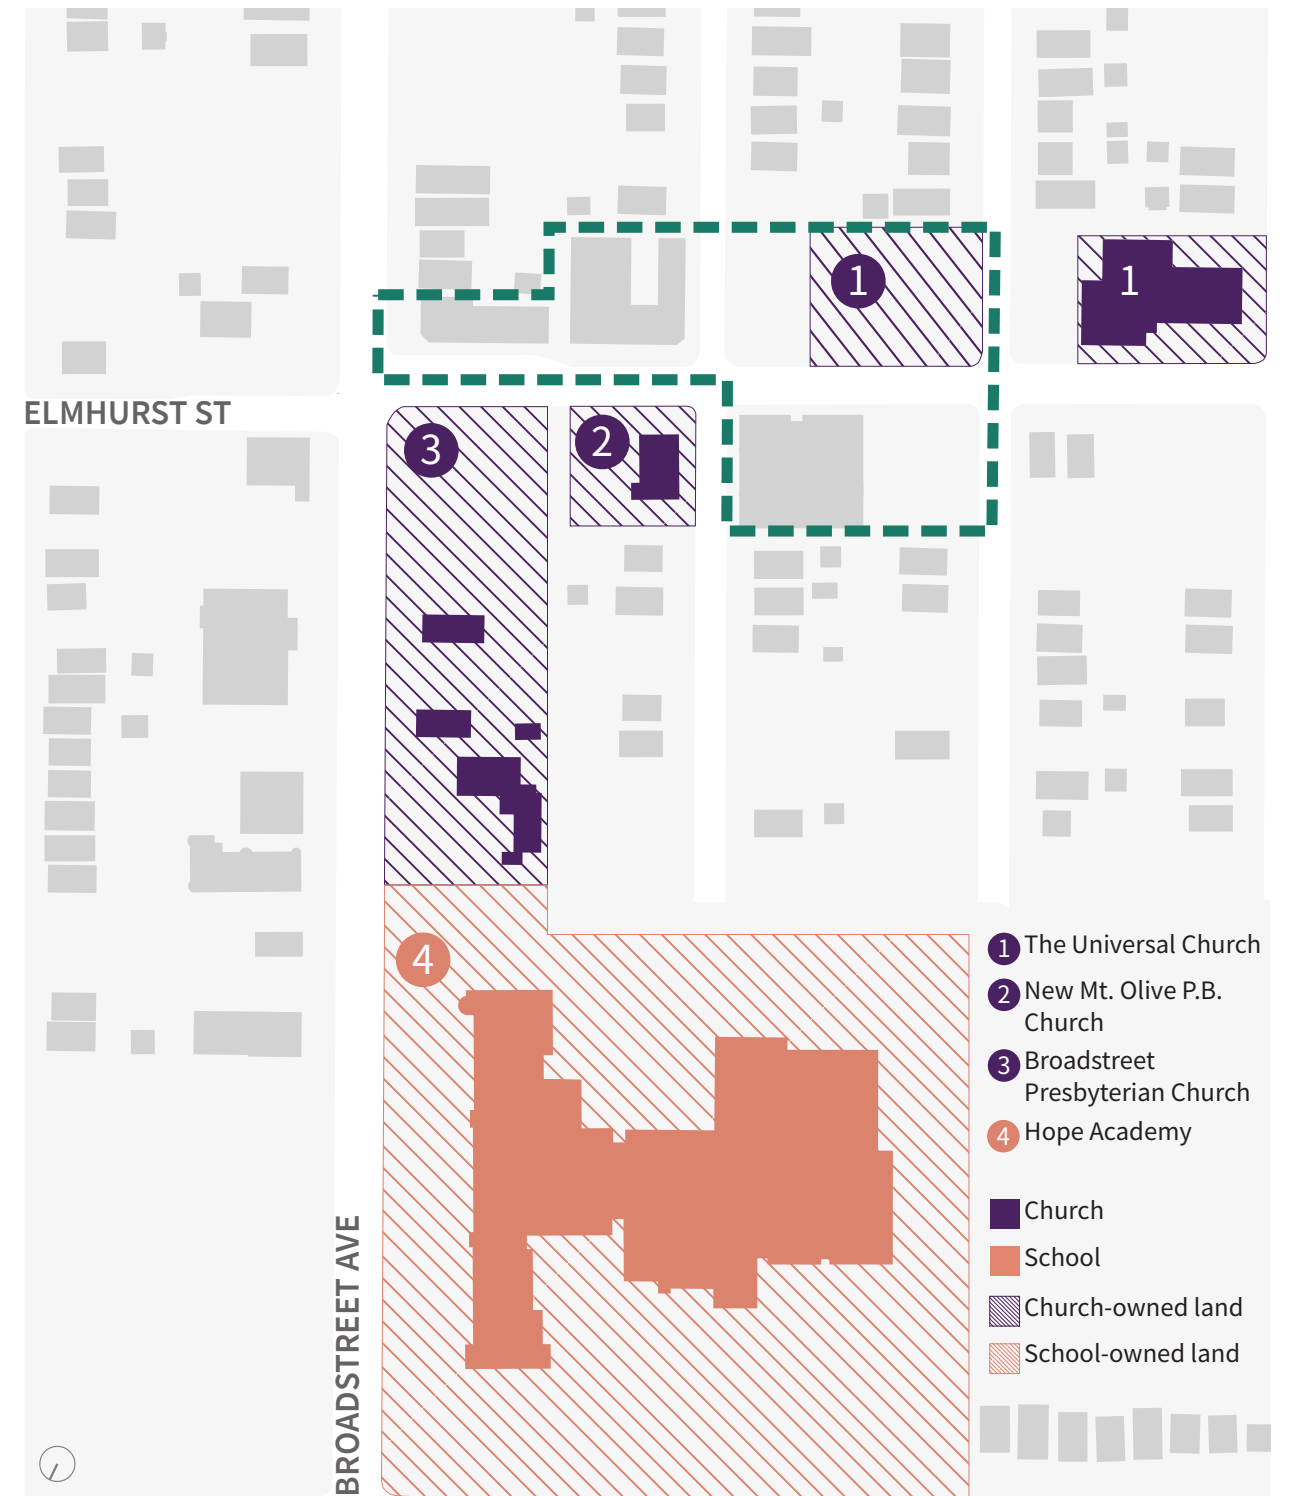 1
1
ELMHURST ST
3
2
4
BROADSTREET AVE
1 The Universal Church
2 New Mt. Olive P.B.
Church
3 Broadstreet
Presbyterian Church
4 Hope Academy
Church
School
Church-owned land
School-owned land